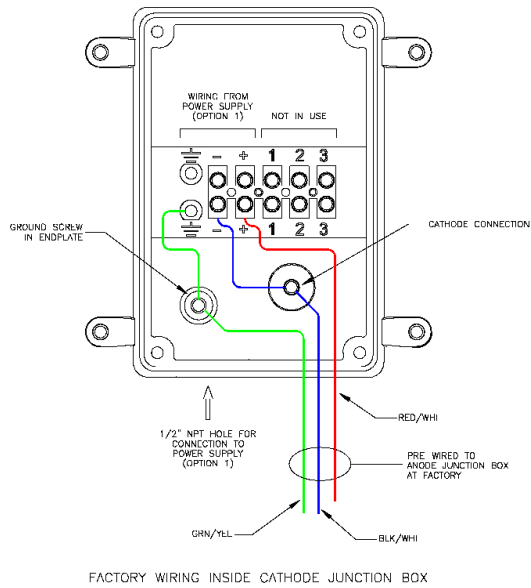 WIRING FROM
POWER SUPPLY
(OPTION 1)
NOT IN USE
- + 1 2 3
- + 1 2 3
GROUND SCREW
IN ENDPLATE
CATHODE CONNECTION
RED/WHI
1/2" NPT HOLE FOR
CONNECTION TO
POWER SUPPLY
(OPTION 1)
PRE WIRED TO
ANODE JUNCTION BOX
AT FACTORY
GRN/YEL
BLK/WHI
FACTORY WIRING INSIDE CATHODE JUNCTION BOX